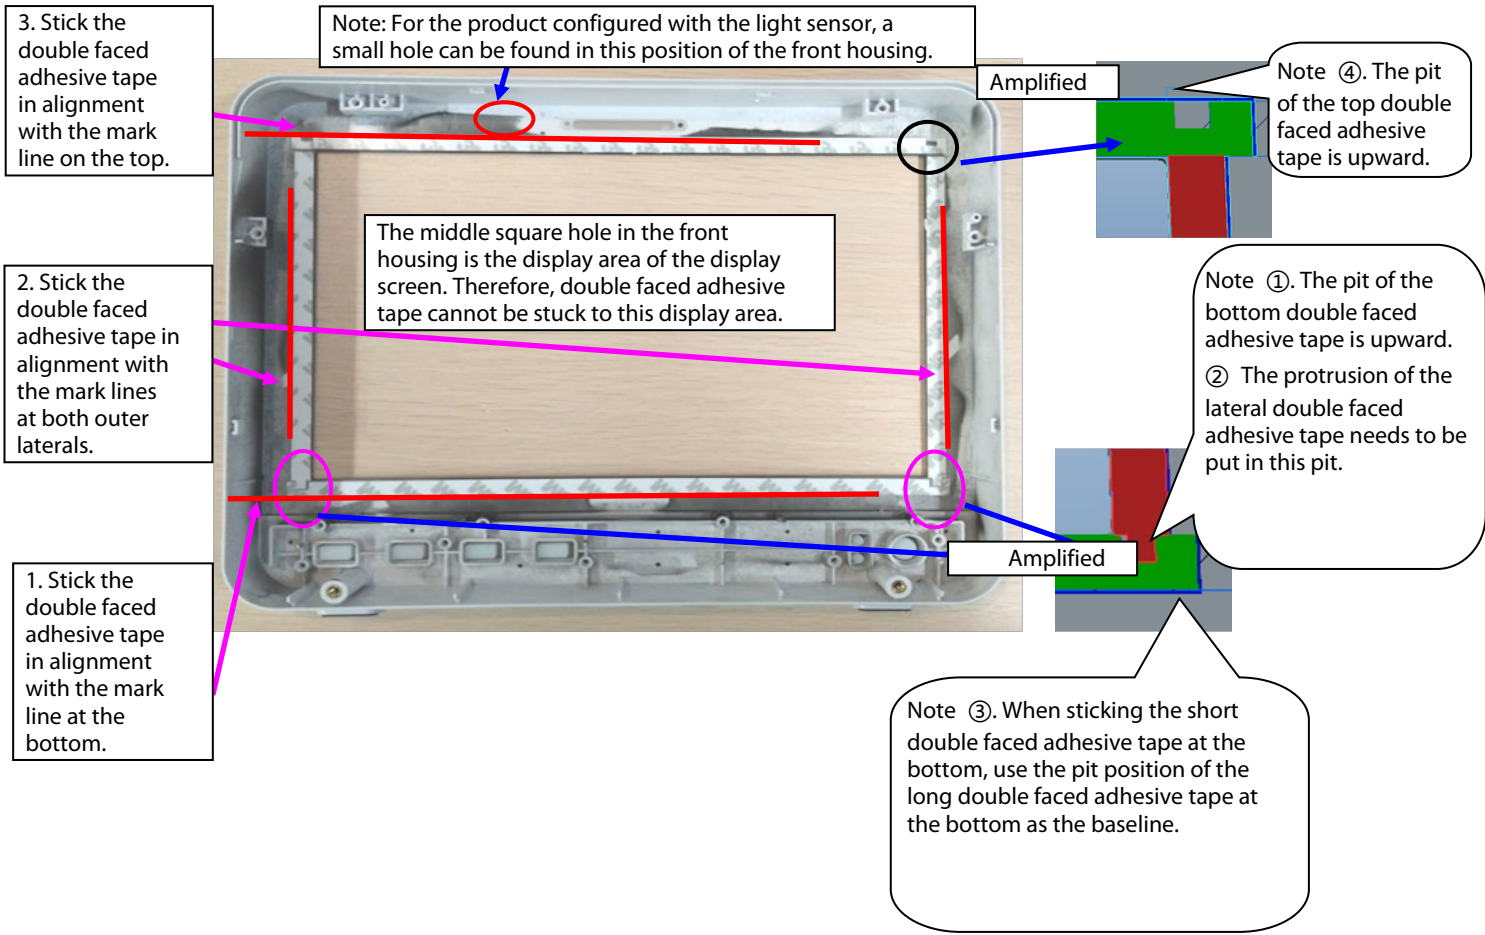 3. Stick the
double faced
adhesive tape
in alignment
with the mark
line on the top.
Note: For the product configured with the light sensor, a
small hole can be found in this position of the front housing.
Amplified
Note ④. The pit
of the top double
faced adhesive
tape is upward.
The middle square hole in the front
housing is the display area of the display
screen. Therefore, double faced adhesive
tape cannot be stuck to this display area.
2. Stick the
double faced
adhesive tape in
alignment with
the mark lines
at both outer
laterals.
Note ①. The pit of the
bottom double faced
adhesive tape is upward.
② The protrusion of the
lateral double faced
adhesive tape needs to be
put in this pit.
Amplified
1. Stick the
double faced
adhesive tape
in alignment
with the mark
line at the
bottom.
Note ③. When sticking the short
double faced adhesive tape at the
bottom, use the pit position of the
long double faced adhesive tape at
the bottom as the baseline.